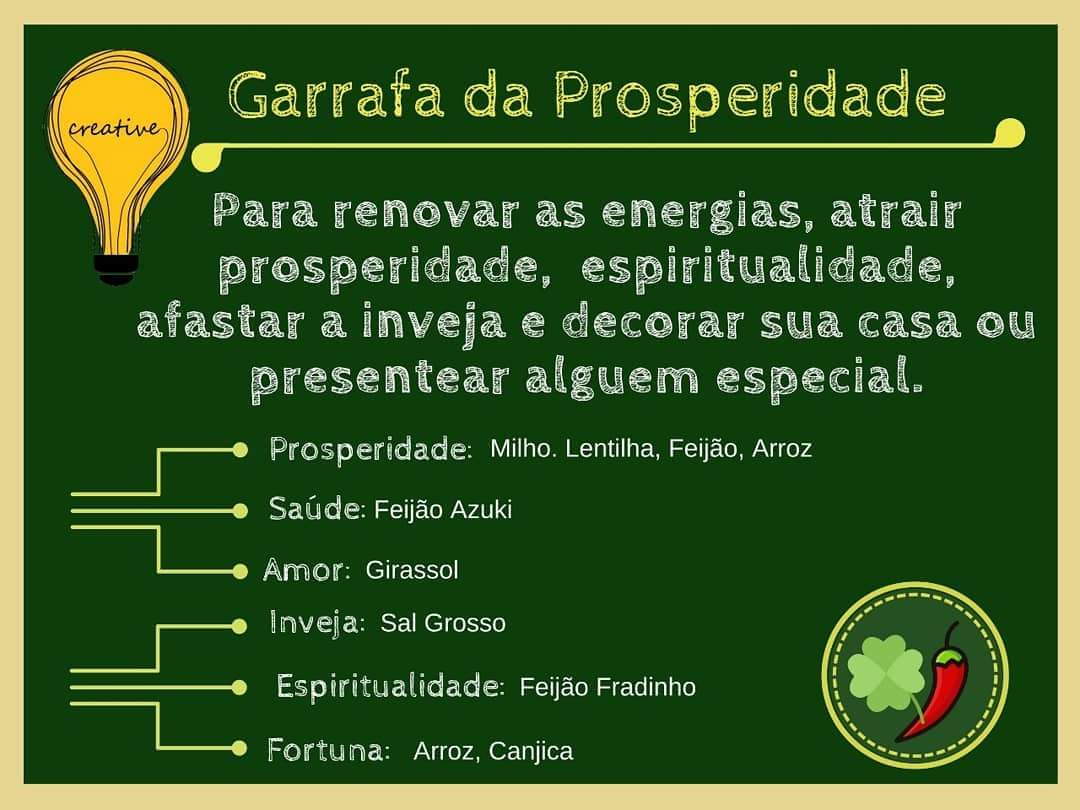 creative
Garrafa da Prosperidade
Para renovar as energias, atrair
prosperidade, espiritualidade,
afastar a inveja e decorar sua casa ou
presentear alguem especial.
Prosperidade: Milho. Lentilha, Feijão, Arroz
Saúde: Feijão Azuki
Amor: Girassol
Inveja: Sal Grosso
Espiritualidade: Feijão Fradinho
Fortuna: Arroz, Canjica